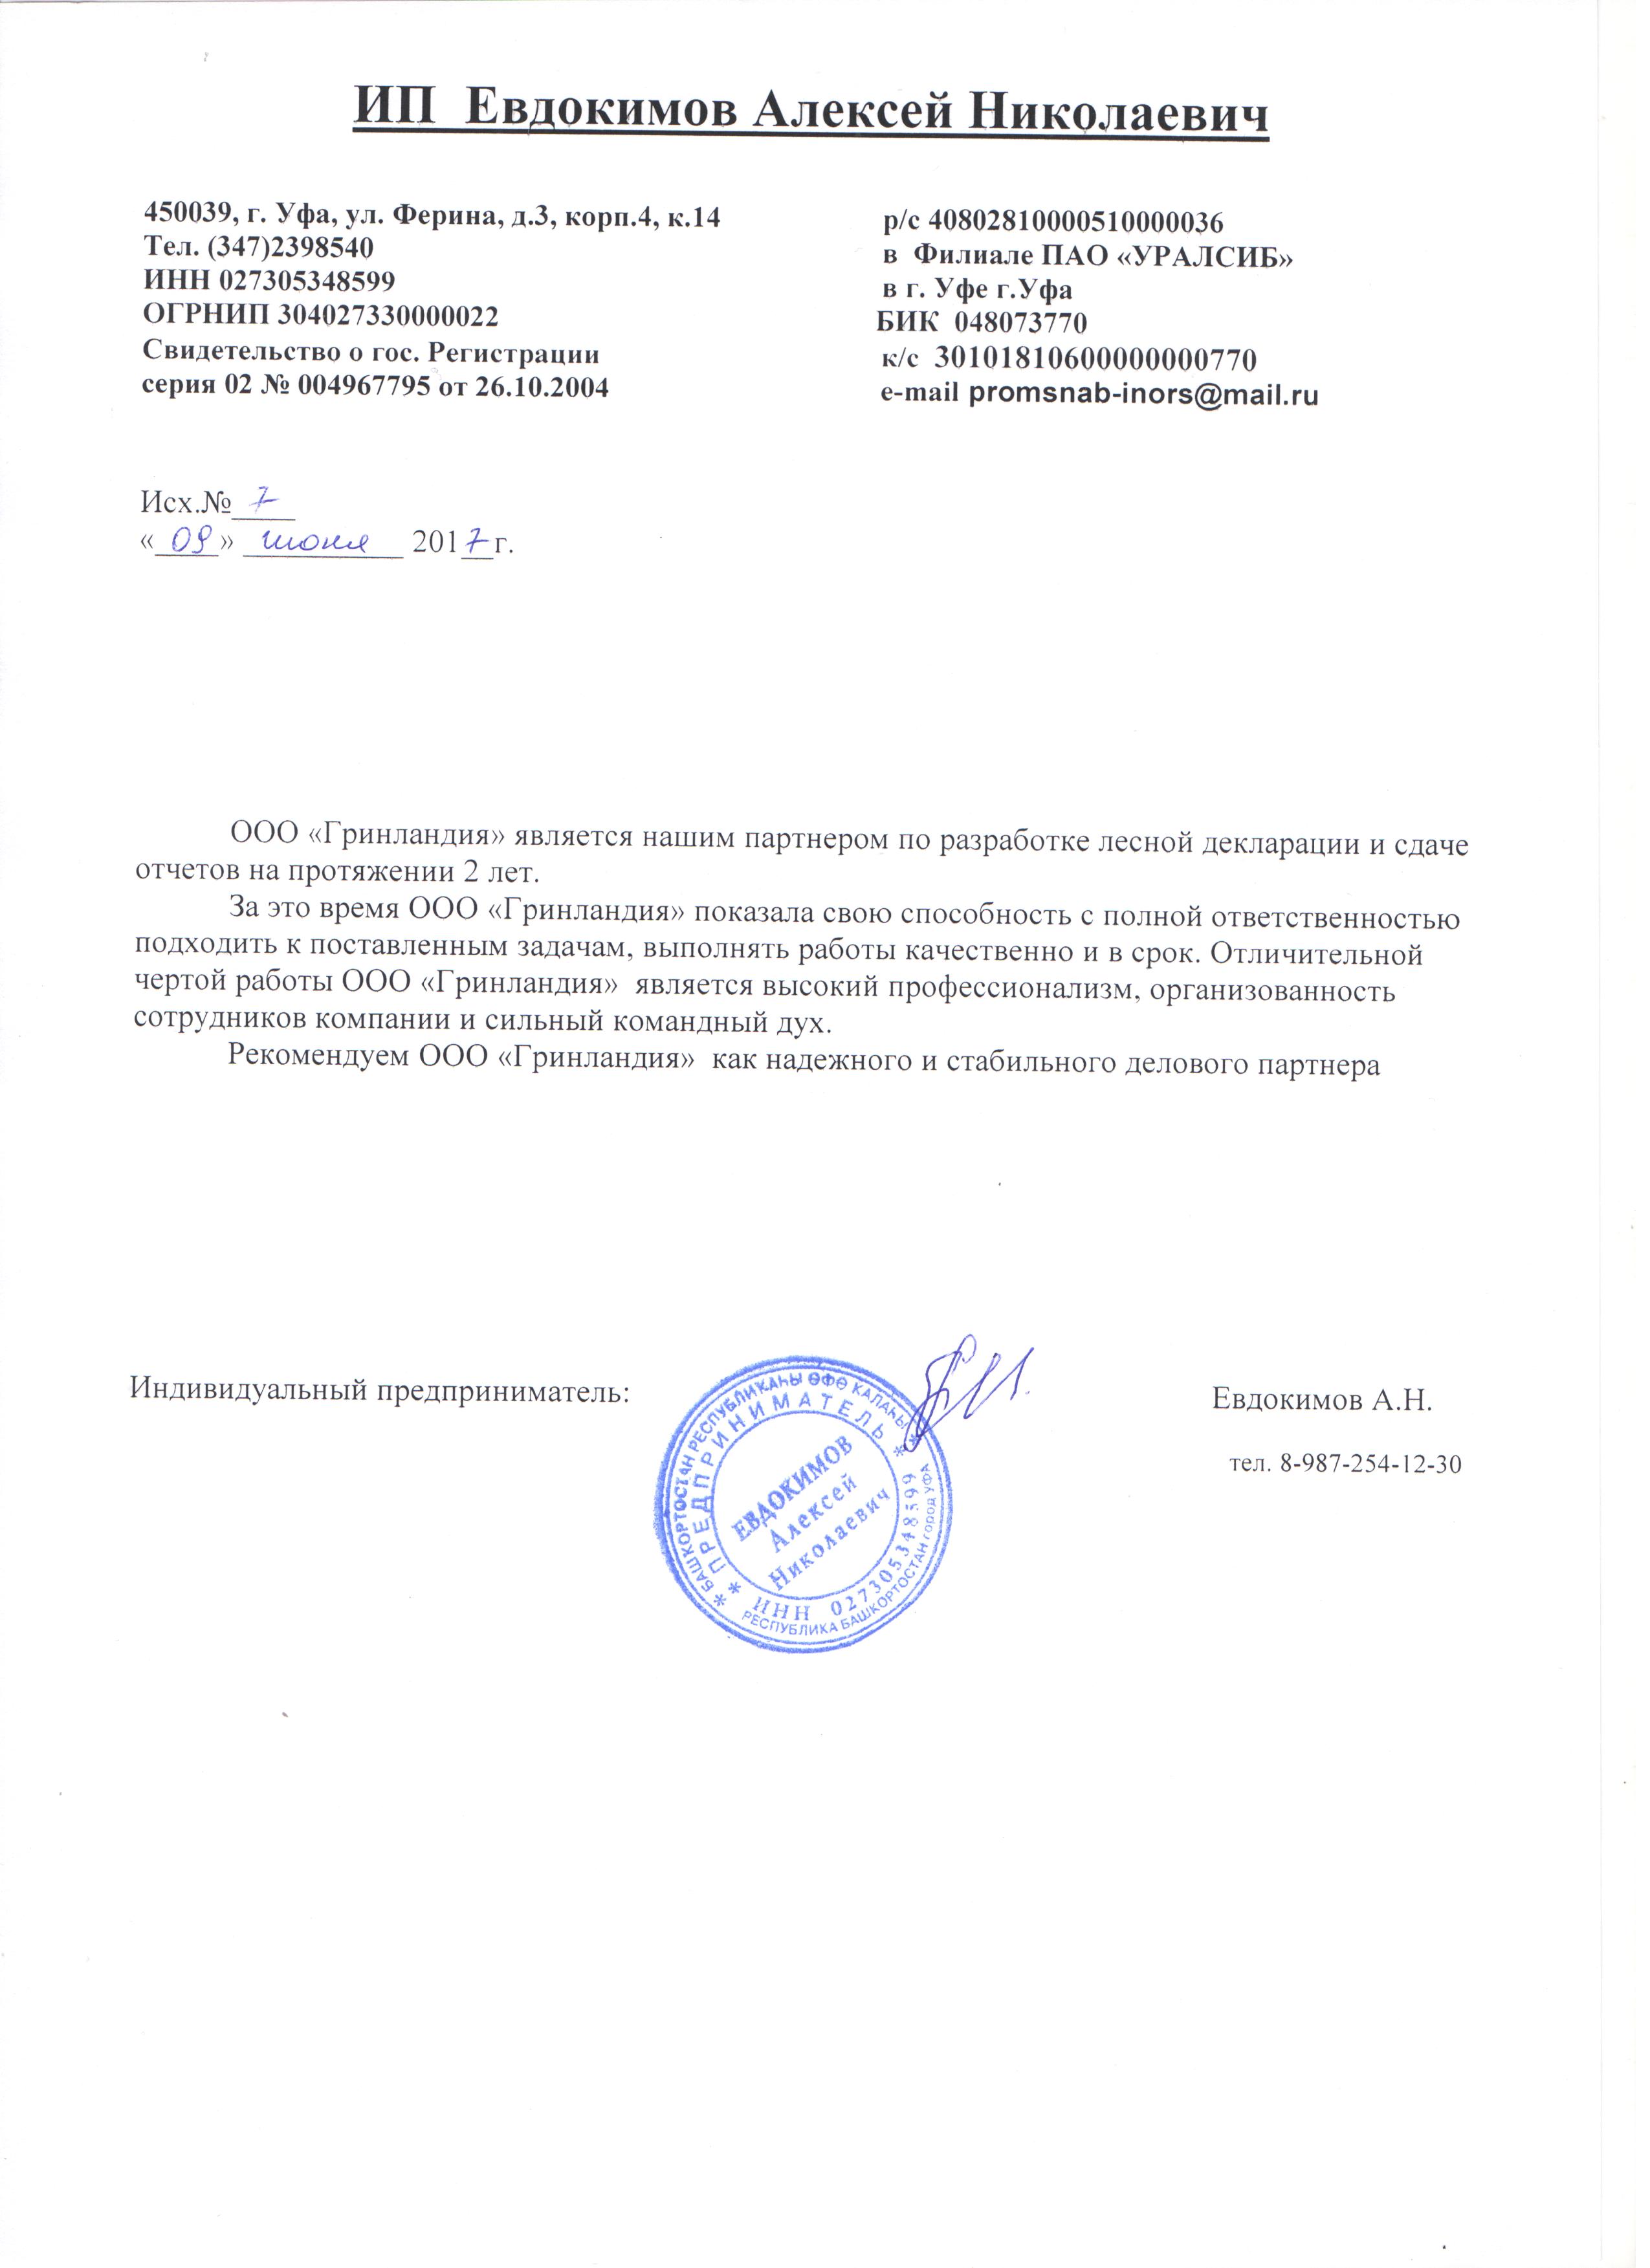 ИП Евдокимов Алексей Николаевич
450039, г. Уфа, ул. Ферина, д.3, корп.4, к.14
Тел. (347)2398540
ИНН 027305348599
ОГРНИП 304027330000022
Свидетельство о гос. Регистрации
серия 02 № 004967795 от 26.10.2004
р/с 40802810000510000036
в Филиале ПАО «УРАЛСИБ»
в г. Уфе г.Уфа
БИК 048073770
к/с 30101810600000000770
e-mail promsnab-inors@mail.ru
Исх.№ 7
«09» июня 2017г.
ООО «Гринландия» является нашим партнером по разработке лесной декларации и сдаче
отчетов на протяжении 2 лет.
За это время ООО «Гринландия» показала свою способность с полной ответственностью
подходить к поставленным задачам, выполнять работы качественно и в срок. Отличительной
чертой работы ООО «Гринландия» является высокий профессионализм, организованность
сотрудников компании и сильный командный дух.
Рекомендуем ООО «Гринландия» как надежного и стабильного делового партнера
Индивидуальный предприниматель:
Евдокимов А.Н.
тел. 8-987-254-12-30
* БАШКОРТОСТАН РЕСПУБЛИКАҺЫ ӨФӨ КАЛАҺЫ *
РЕСПУБЛИКА БАШКОРТОСТАН ГОРОД УФА
* ПРЕДПРИНИМАТЕЛЬ *
ИНН 027305348599
ЕВДОКИМОВ
Алексей
Николаевич